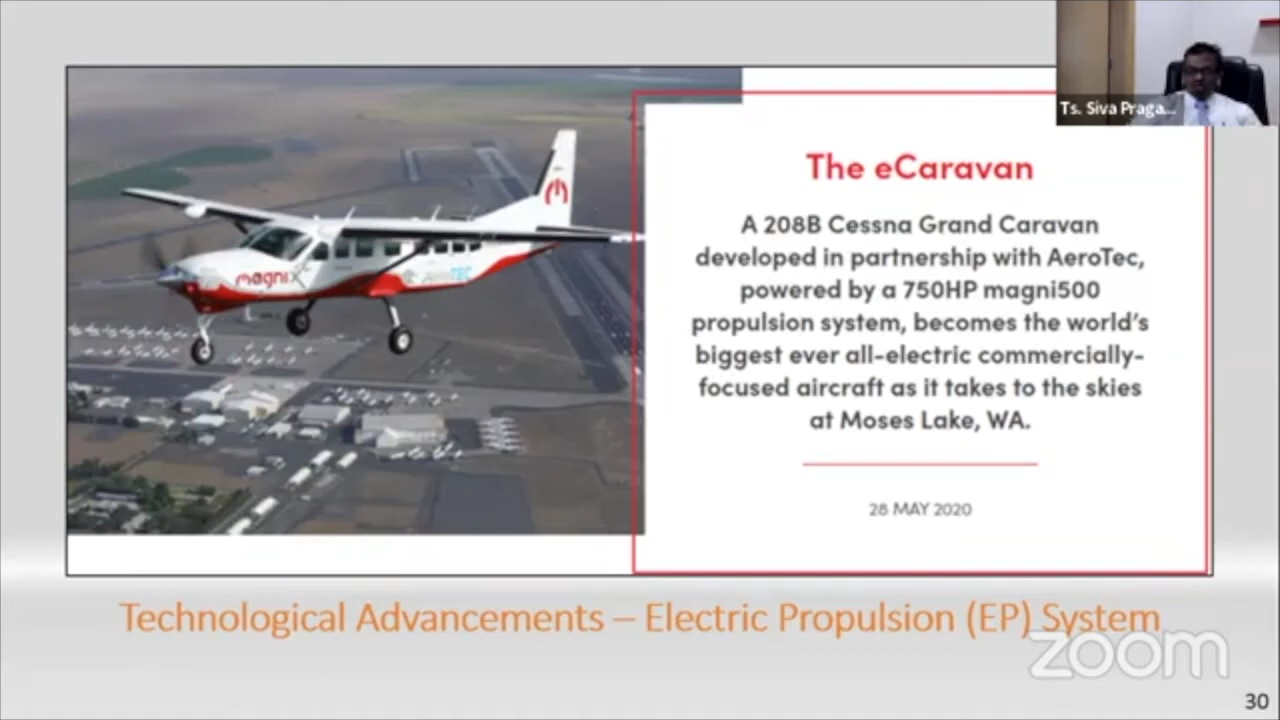 Ts. Siva Praga...
The eCaravan
A 208B Cessna Grand Caravan
developed in partnership with AeroTec,
powered by a 750HP magni500
propulsion system, becomes the world's
biggest ever all-electric commercially-
focused aircraft as it takes to the skies
at Moses Lake, WA.
28 MAY 2020
magniX
Technological Advancements – Electric Propulsion (EP) System
zoom
30